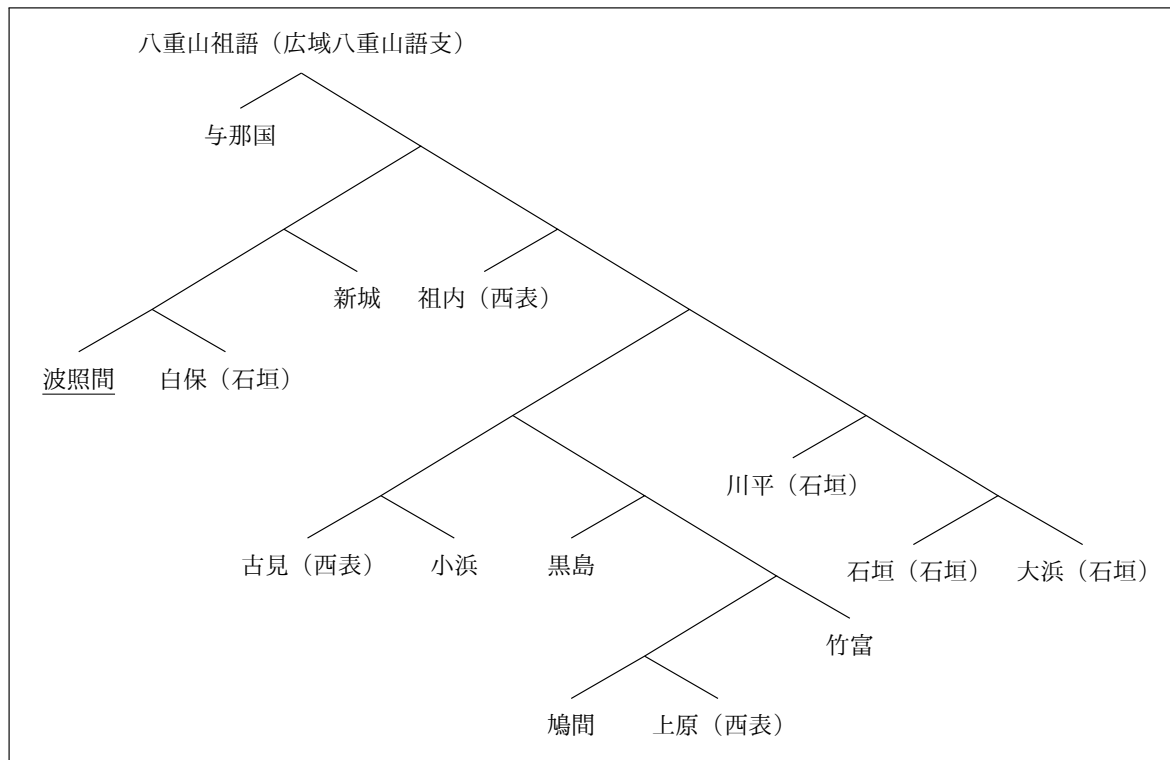 八重山祖語（広域八重山語支）
与那国
新城
祖内（西表）
波照間
白保（石垣）
川平（石垣）
古見（西表）
小浜
黒島
石垣（石垣）
大浜（石垣）
竹富
鳩間
上原（西表）